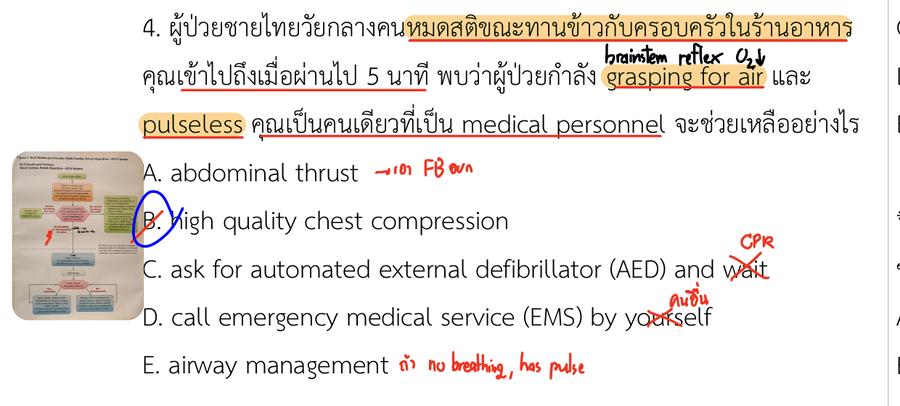 4. ผู้ป่วยชายไทยวัยกลางคนหมดสติขณะทานข้าวกับครอบครัวในร้านอาหาร
brainstem reflex O₂↓
คุณเข้าไปถึงเมื่อผ่านไป 5 นาที พบว่าผู้ป่วยกำลัง grasping for air และ
pulseless คุณเป็นคนเดียวที่เป็น medical personnel จะช่วยเหลืออย่างไร
A. abdominal thrust → เอา FB ออก
B. high quality chest compression
CPR
C. ask for automated external defibrillator (AED) and wait
คนอื่น
D. call emergency medical service (EMS) by yourself
E. airway management ถ้า no breathing, has pulse